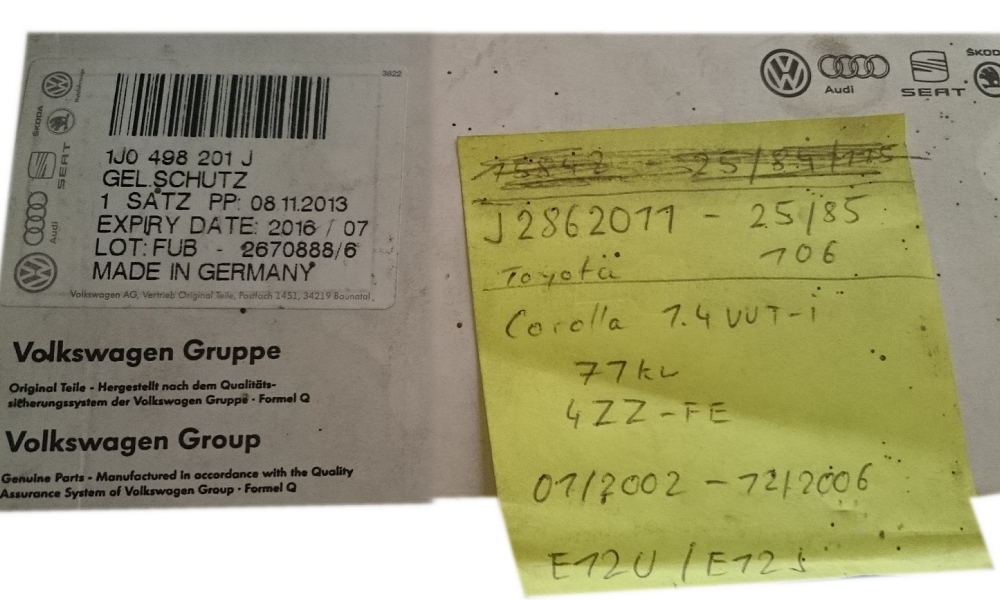 3822
1J0 498 201 J
GEL.SCHUTZ
1 SATZ PP: 08 11.2013
EXPIRY DATE: 2016 / 07
LOT: FUB - 2670888/6
MADE IN GERMANY
Volkswagen AG, Vertrieb Original Teile, Postfach 1451, 34219 Baunatal
ŠKODA
SEAT
Audi
Volkswagen Gruppe
Original Teile - Hergestellt nach dem Qualitäts-
sicherungssystem der Volkswagen Gruppe · Formel Q
Volkswagen Group
Genuine Parts - Manufactured in accordance with the Quality
Assurance System of Volkswagen Group · Formel Q
Audi
SEAT
ŠKOD
J2862011 - 25/85
Toyota 106
Corolla 1.4 VVT-i
77kw
4ZZ-FE
01/2002 - 12/2006
E12U / E12J